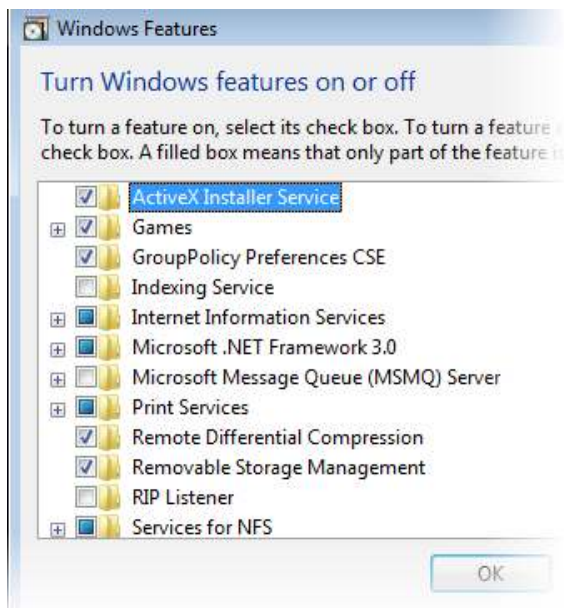 Windows Features
Turn Windows features on or off
To turn a feature on, select its check box. To turn a feature
check box. A filled box means that only part of the feature
ActiveX Installer Service
Games
GroupPolicy Preferences CSE
Indexing Service
Internet Information Services
Microsoft .NET Framework 3.0
Microsoft Message Queue (MSMQ) Server
Print Services
Remote Differential Compression
Removable Storage Management
RIP Listener
Services for NFS
OK